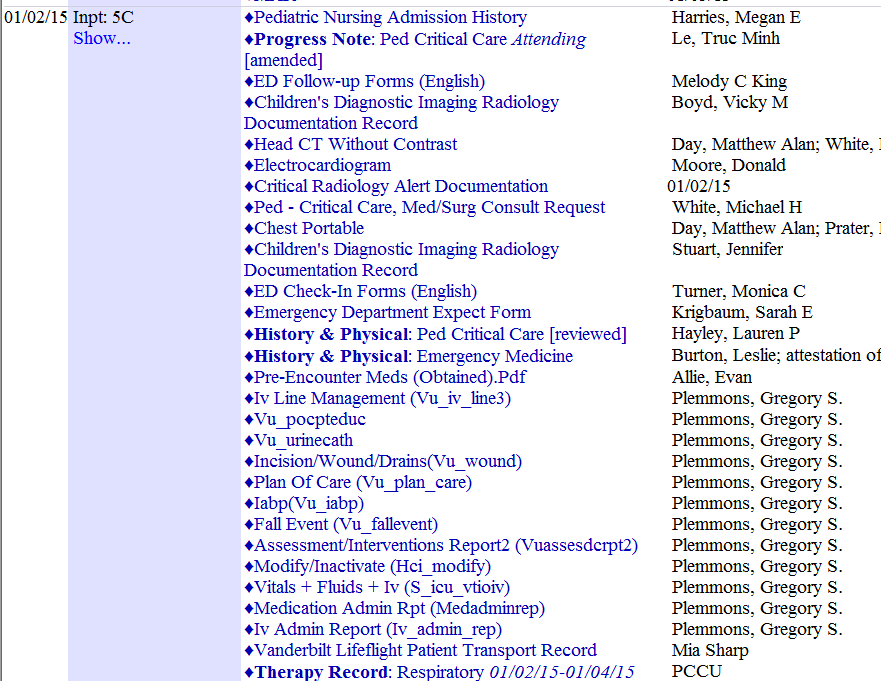 01/02/15 Inpt: 5C ♦Pediatric Nursing Admission History Harries, Megan E
Show... ♦Progress Note: Ped Critical Care Attending Le, Truc Minh
[amended]
♦ED Follow-up Forms (English) Melody C King
♦Children's Diagnostic Imaging Radiology Boyd, Vicky M
Documentation Record
♦Head CT Without Contrast Day, Matthew Alan; White,
♦Electrocardiogram Moore, Donald
♦Critical Radiology Alert Documentation 01/02/15
♦Ped - Critical Care, Med/Surg Consult Request White, Michael H
♦Chest Portable Day, Matthew Alan; Prater,
♦Children's Diagnostic Imaging Radiology Stuart, Jennifer
Documentation Record
♦ED Check-In Forms (English) Turner, Monica C
♦Emergency Department Expect Form Krigbaum, Sarah E
♦History & Physical: Ped Critical Care [reviewed] Hayley, Lauren P
♦History & Physical: Emergency Medicine Burton, Leslie; attestation of
♦Pre-Encounter Meds (Obtained).Pdf Allie, Evan
♦Iv Line Management (Vu_iv_line3) Plemmons, Gregory S.
♦Vu_pocpteduc Plemmons, Gregory S.
♦Vu_urinecath Plemmons, Gregory S.
♦Incision/Wound/Drains(Vu_wound) Plemmons, Gregory S.
♦Plan Of Care (Vu_plan_care) Plemmons, Gregory S.
♦Iabp(Vu_iabp) Plemmons, Gregory S.
♦Fall Event (Vu_fallevent) Plemmons, Gregory S.
♦Assessment/Interventions Report2 (Vuassesdcrpt2) Plemmons, Gregory S.
♦Modify/Inactivate (Hci_modify) Plemmons, Gregory S.
♦Vitals + Fluids + Iv (S_icu_vtioiv) Plemmons, Gregory S.
♦Medication Admin Rpt (Medadminrep) Plemmons, Gregory S.
♦Iv Admin Report (Iv_admin_rep) Plemmons, Gregory S.
♦Vanderbilt Lifeflight Patient Transport Record Mia Sharp
♦Therapy Record: Respiratory 01/02/15-01/04/15 PCCU